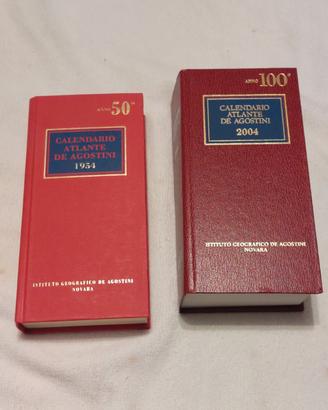 ANNO 50°
CALENDARIO
ATLANTE
DE AGOSTINI
1954
ISTITUTO GEOGRAFICO DE AGOSTINI
NOVARA
ANNO 100°
CALENDARIO
ATLANTE
DE AGOSTINI
2004
ISTITUTO GEOGRAFICO DE AGOSTINI
NOVARA